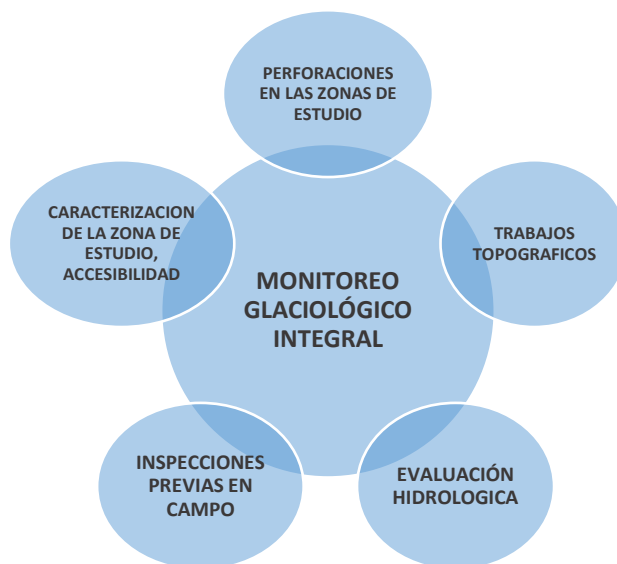 PERFORACIONES
EN LAS ZONAS DE
ESTUDIO
CARACTERIZACION
DE LA ZONA DE
ESTUDIO,
ACCESIBILIDAD
TRABAJOS
TOPOGRAFICOS
MONITOREO
GLACIOLÓGICO
INTEGRAL
INSPECCIONES
PREVIAS EN
CAMPO
EVALUACIÓN
HIDROLOGICA